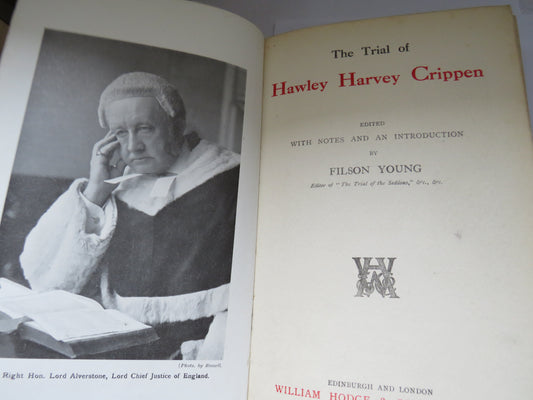 (Photo. by Russell.
Right Hon. Lord Alverstone, Lord Chief Justice of England.
The Trial of
Hawley Harvey Crippen
EDITED
WITH NOTES AND AN INTRODUCTION
BY
FILSON YOUNG
Editor of "The Trial of the Seddons," &c., &c.
EDINBURGH AND LONDON
WILLIAM HODGE &